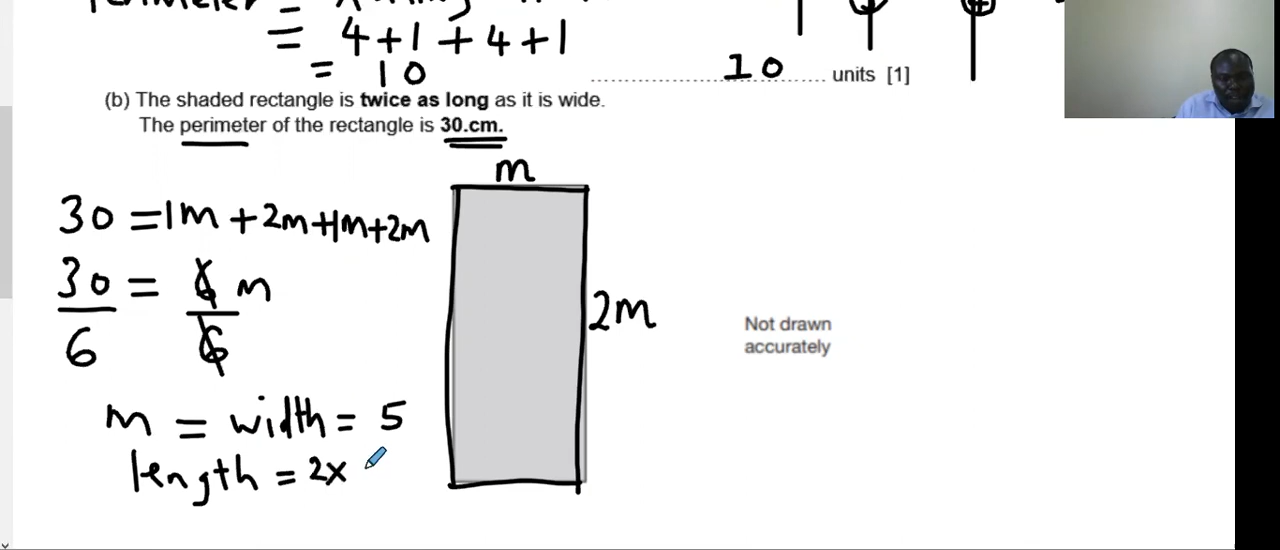 = 4+1+4+1
= 10
10 units [1]
(b) The shaded rectangle is twice as long as it is wide.
The perimeter of the rectangle is 30.cm.
m
30 =1m+2m+1m+2m
30 = 6 m
6 6
2m
Not drawn
accurately
m = width = 5
length = 2x